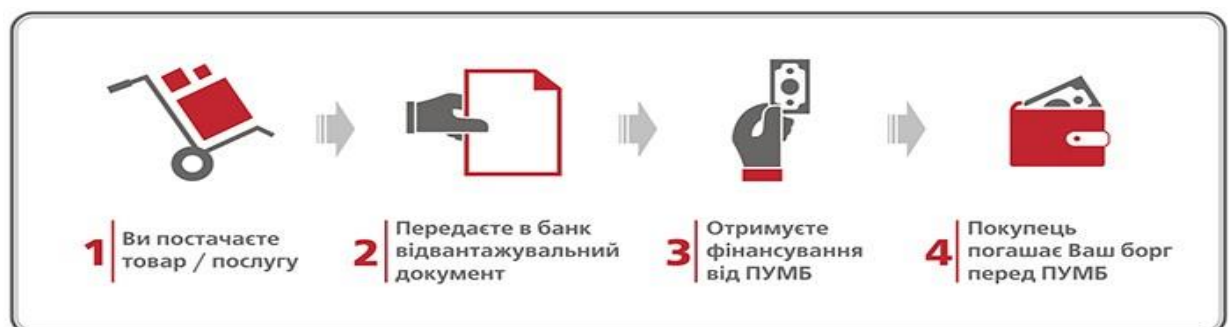 1 Ви постачаєте
товар / послугу
2 Передаєте в банк
відвантажувальний
документ
3 Отримуєте
фінансування
від ПУМБ
4 Покупець
погашає Ваш борг
перед ПУМБ